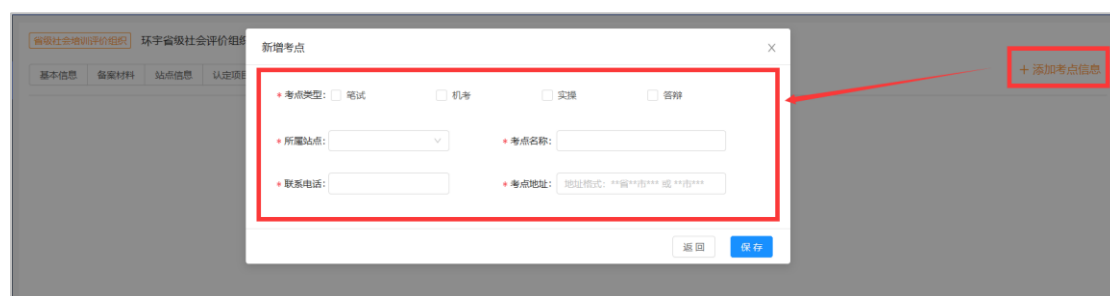 省级社会培训评价组织 环宇省级社会评价组织
新增考点
基本信息 备案材料 站点信息 认定项目
+ 添加考点信息
* 考点类型: 笔试 机考 实操 答辩
* 所属站点: * 考点名称:
* 联系电话: * 考点地址: 地址格式：**省**市*** 或 **市***
返 回 保 存